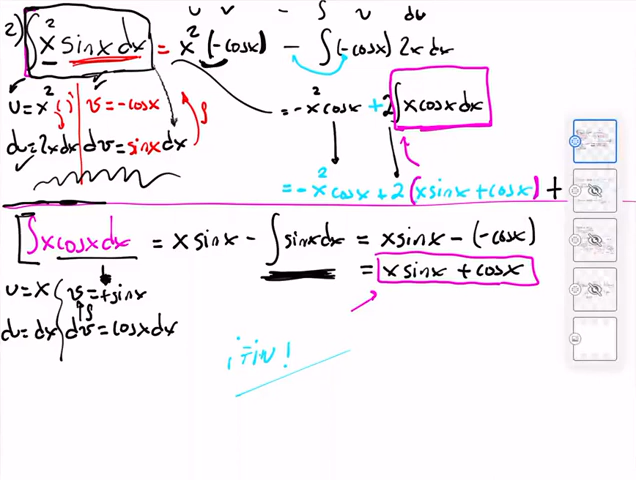 u v - ∫ v du
2) ∫ x² sinx dx = x² (-cosx) - ∫ (-cosx) 2x dx
u = x² v = -cosx
= -x² cosx + 2 ∫ x cosx dx
du = 2x dx dv = sinx dx
= -x² cosx + 2 (x sinx + cosx) +
∫ x cosx dx = x sinx - ∫ sinx dx = x sinx - (-cosx)
= x sinx + cosx
u = x v = + sinx
du = dx dv = cosx dx